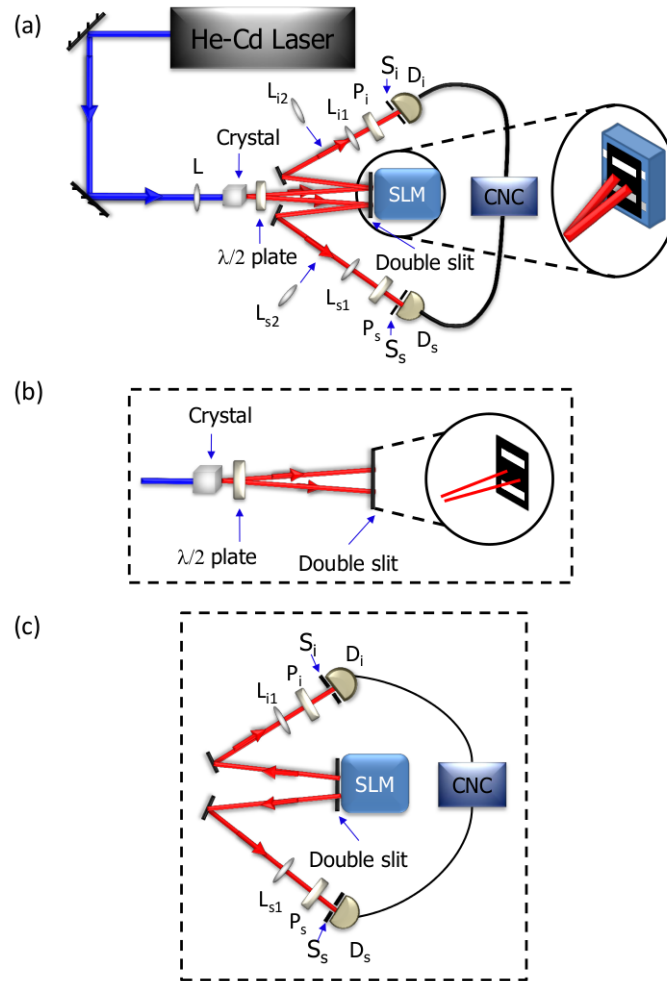 (a)
He-Cd Laser
S_i D_i
P_i
L_i2 L_i1
Crystal
L
SLM
CNC
λ/2 plate
Double slit
L_s1
L_s2
P_s D_s
S_s
(b)
Crystal
λ/2 plate
Double slit
(c)
S_i D_i
P_i
L_i1
SLM
CNC
Double slit
L_s1
P_s
S_s D_s